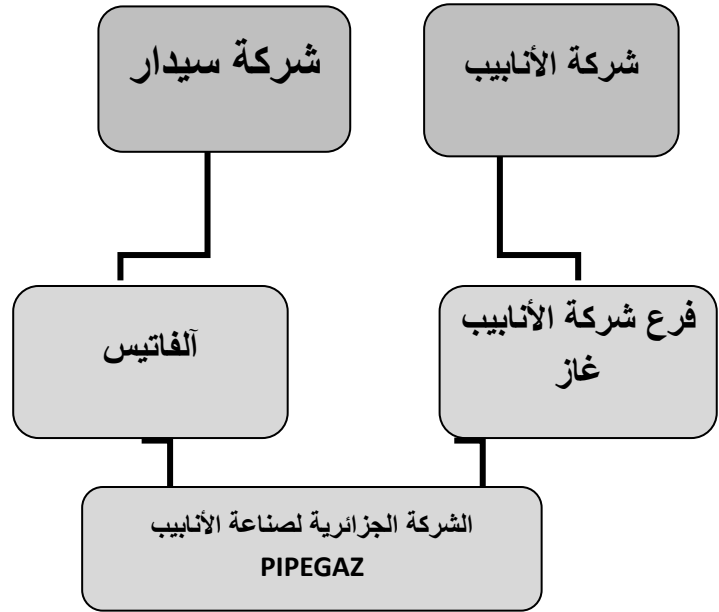 شركة الأنابيب
شركة سيدار
فرع شركة الأنابيب
غاز
آلفاتيس
الشركة الجزائرية لصناعة الأنابيب
PIPEGAZ